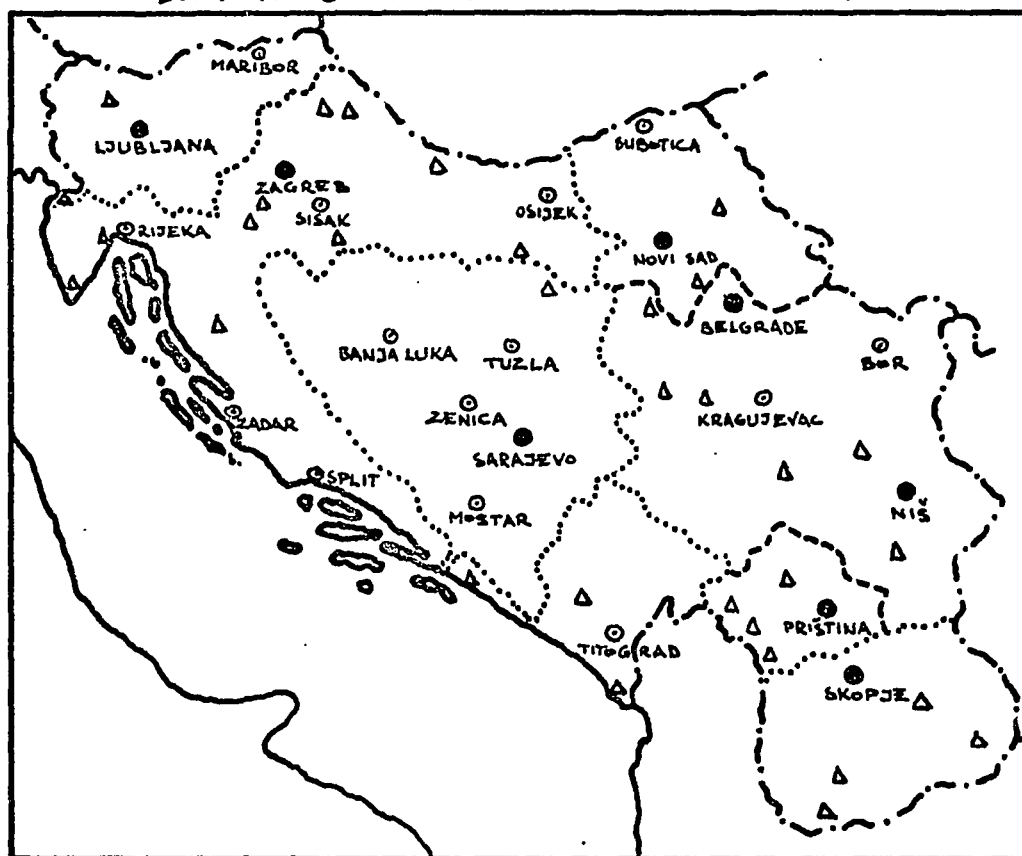 MARIBOR
LJUBLJANA
SUBOTICA
ZAGREB
SISAK
OSIJEK
RIJEKA
NOVI SAD
BELGRADE
BANJA LUKA
TUZLA
BOR
ZENICA
KRAGUJEVAC
ZADAR
SARAJEVO
SPLIT
MOSTAR
NIŠ
PRIŠTINA
TITOGRAD
SKOPJE